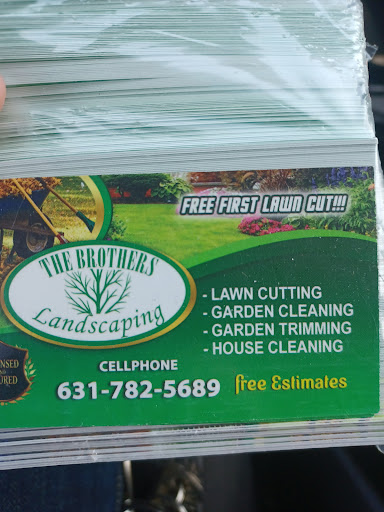 FREE FIRST LAWN CUT!!!
THE BROTHERS
Landscaping
- LAWN CUTTING
- GARDEN CLEANING
- GARDEN TRIMMING
- HOUSE CLEANING
CELLPHONE
631-782-5689
free Estimates